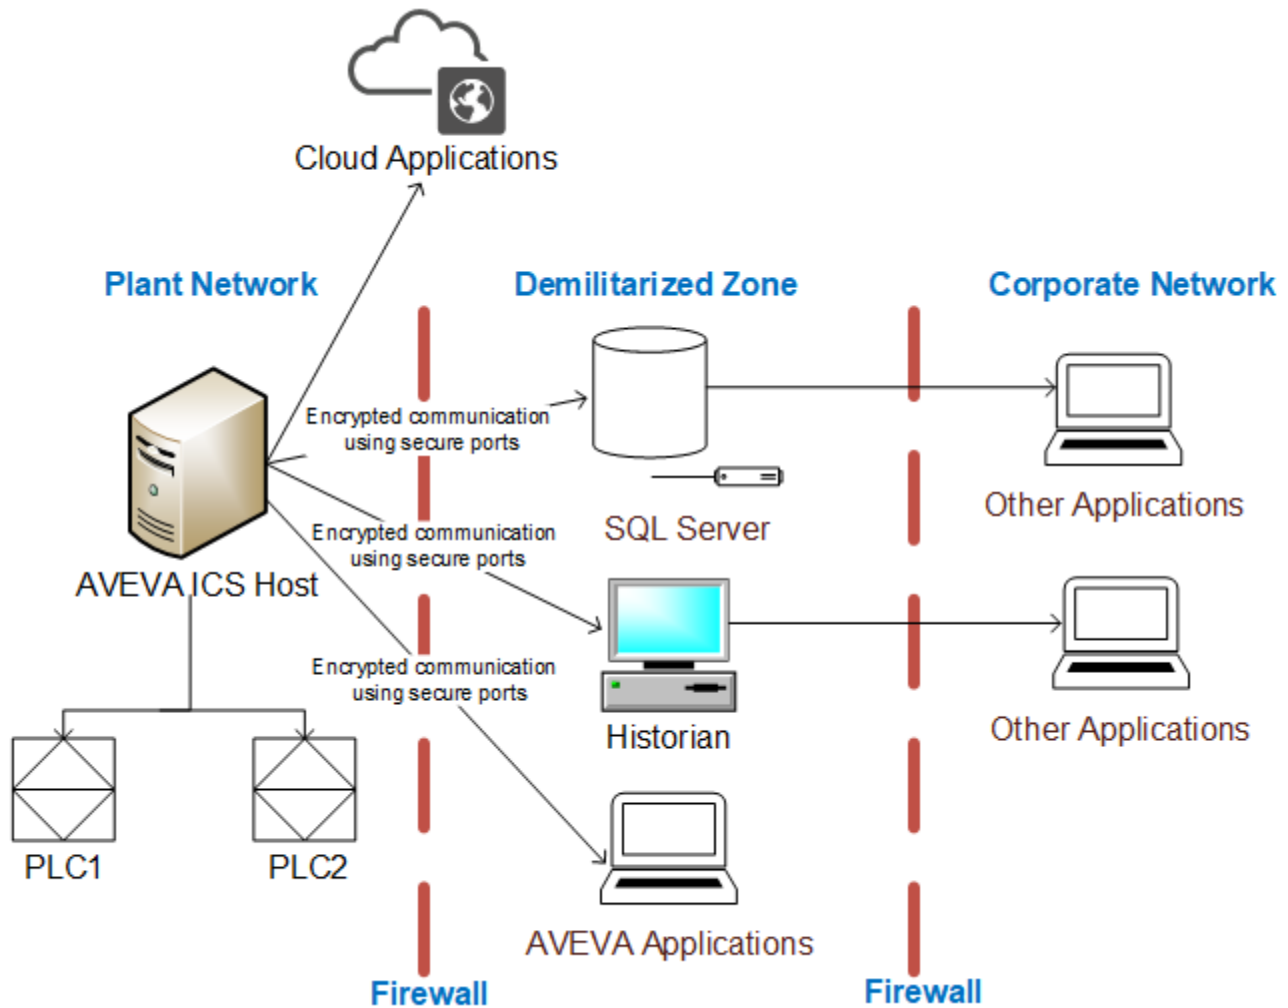 Cloud Applications
Plant Network
Demilitarized Zone
Corporate Network
Encrypted communication
using secure ports
SQL Server
Other Applications
Encrypted communication
using secure ports
AVEVA ICS Host
Encrypted communication
using secure ports
Historian
Other Applications
PLC1
PLC2
AVEVA Applications
Firewall
Firewall